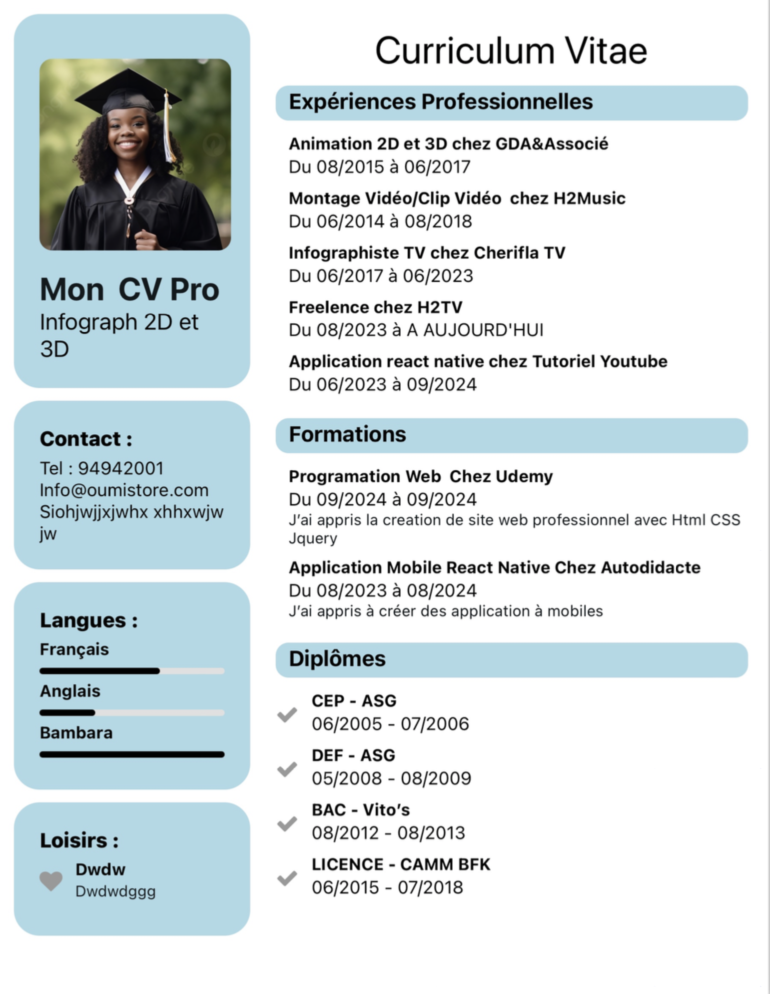 Mon CV Pro
Infograph 2D et
3D
Contact :
Tel : 94942001
Info@oumistore.com
Siohjwjjxjwhx xhhxwjw
jw
Langues :
Français
Anglais
Bambara
Loisirs :
Dwdw
Dwdwdggg
Curriculum Vitae
Expériences Professionnelles
Animation 2D et 3D chez GDA&Associé
Du 08/2015 à 06/2017
Montage Vidéo/Clip Vidéo chez H2Music
Du 06/2014 à 08/2018
Infographiste TV chez Cherifla TV
Du 06/2017 à 06/2023
Freelence chez H2TV
Du 08/2023 à A AUJOURD'HUI
Application react native chez Tutoriel Youtube
Du 06/2023 à 09/2024
Formations
Programation Web Chez Udemy
Du 09/2024 à 09/2024
J’ai appris la creation de site web professionnel avec Html CSS
Jquery
Application Mobile React Native Chez Autodidacte
Du 08/2023 à 08/2024
J’ai appris à créer des application à mobiles
Diplômes
CEP - ASG
06/2005 - 07/2006
DEF - ASG
05/2008 - 08/2009
BAC - Vito’s
08/2012 - 08/2013
LICENCE - CAMM BFK
06/2015 - 07/2018